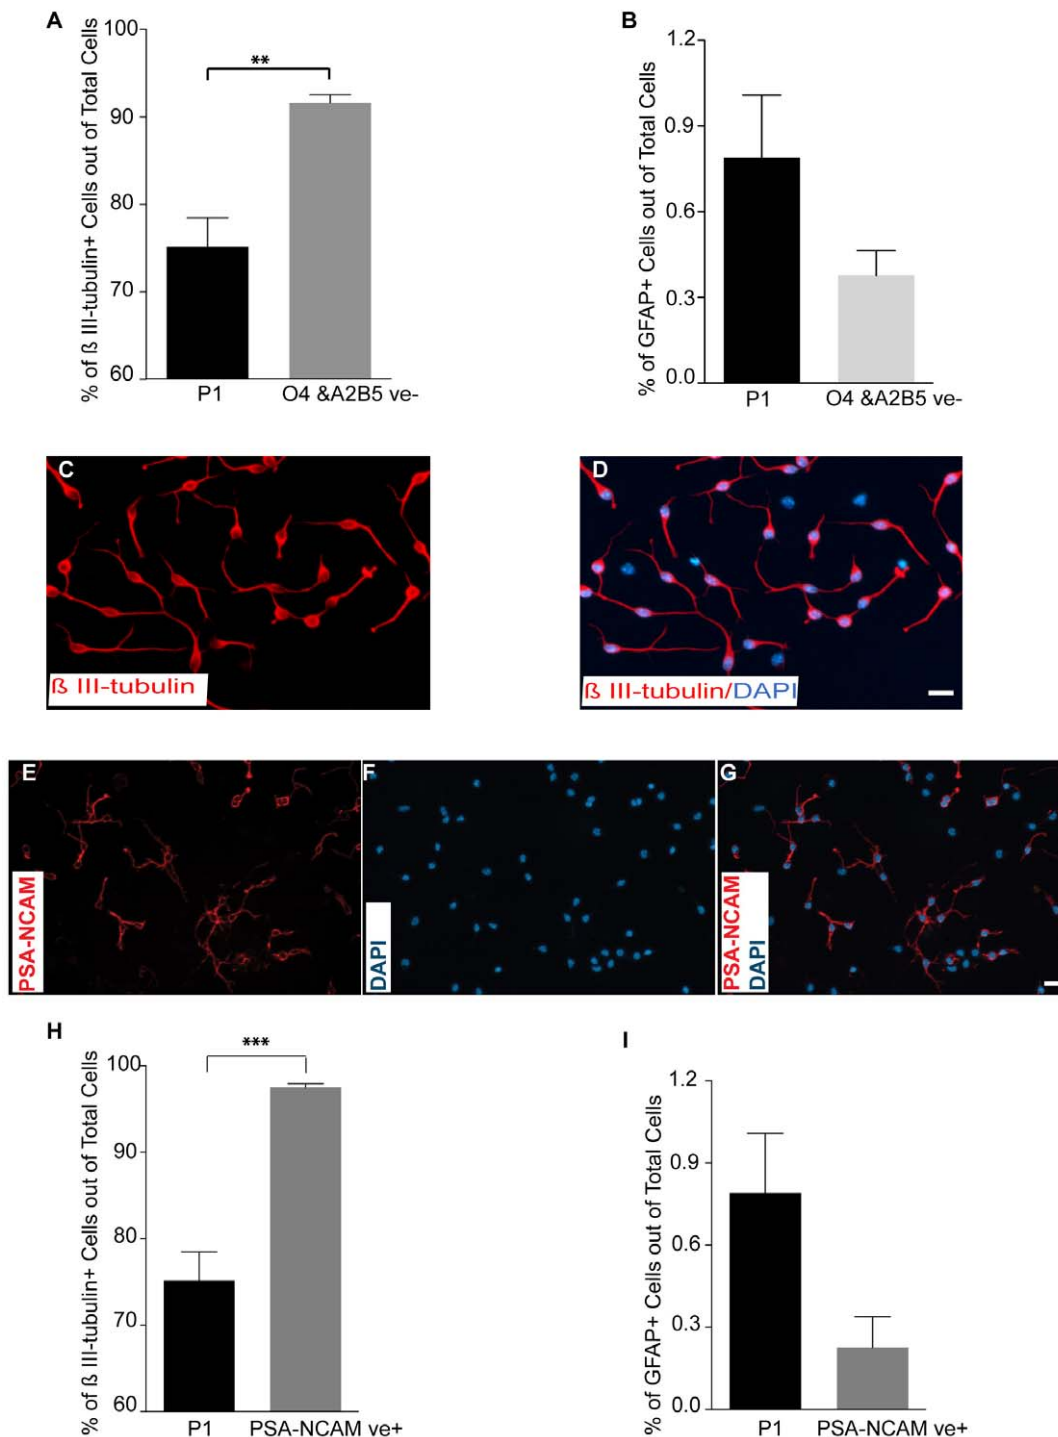 A
% of ß III-tubulin+ Cells out of Total Cells
100
90
80
70
60
**
P1
O4 &A2B5 ve-
B
% of GFAP+ Cells out of Total Cells
1.2
0.9
0.6
0.3
0.0
P1
O4 &A2B5 ve-
C
ß III-tubulin
D
ß III-tubulin/DAPI
E
PSA-NCAM
F
DAPI
G
PSA-NCAM
DAPI
H
% of ß III-tubulin+ Cells out of Total Cells
100
90
80
70
60
***
P1
PSA-NCAM ve+
I
% of GFAP+ Cells out of Total Cells
1.2
0.9
0.6
0.3
0.0
P1
PSA-NCAM ve+